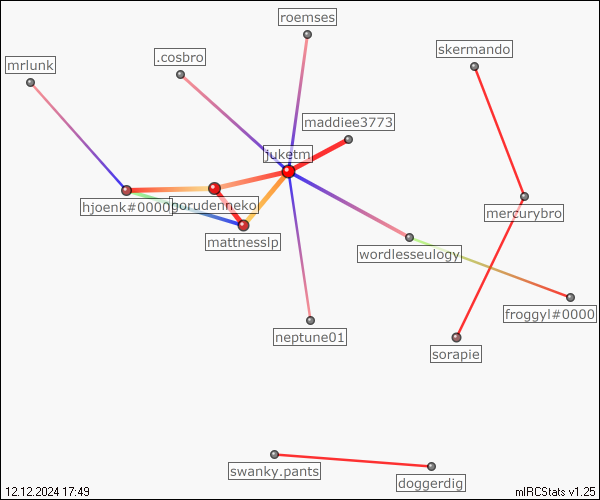 roemses
skermando
mrlunk
.cosbro
maddiee3773
juketm
hjoenk#0000
mercurybro
mattnesslp
wordlesseulogy
froggyl#0000
neptune01
sorapie
swanky.pants
doggerdig
12.12.2024 17:49
mIRCStats v1.25